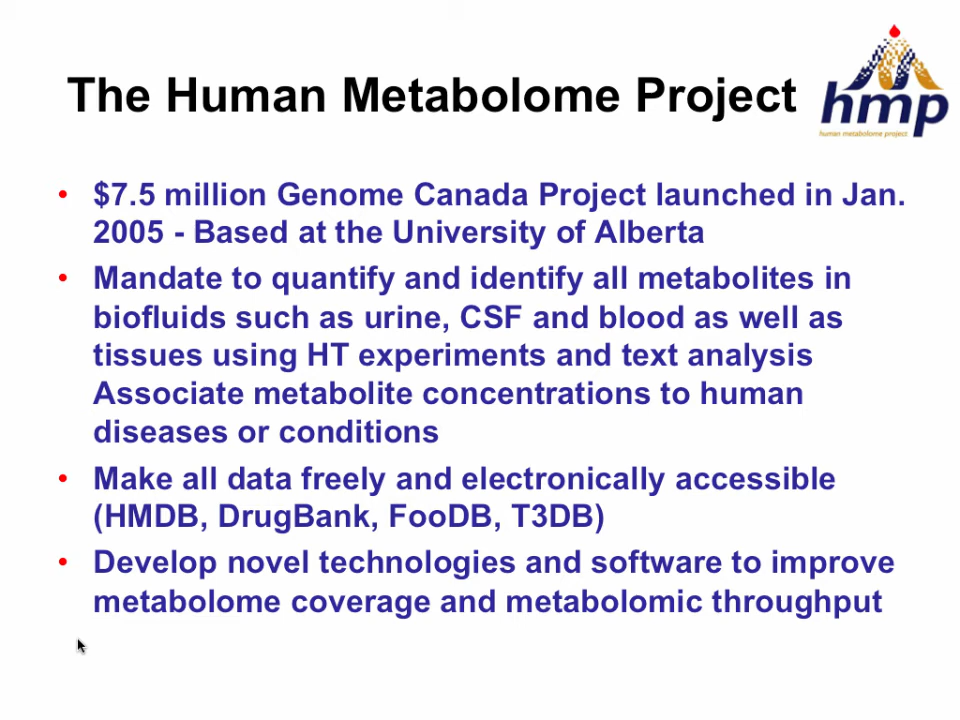 The Human Metabolome Project
hmp
human metabolome project
• $7.5 million Genome Canada Project launched in Jan.
2005 - Based at the University of Alberta
• Mandate to quantify and identify all metabolites in
biofluids such as urine, CSF and blood as well as
tissues using HT experiments and text analysis
Associate metabolite concentrations to human
diseases or conditions
• Make all data freely and electronically accessible
(HMDB, DrugBank, FooDB, T3DB)
• Develop novel technologies and software to improve
metabolome coverage and metabolomic throughput